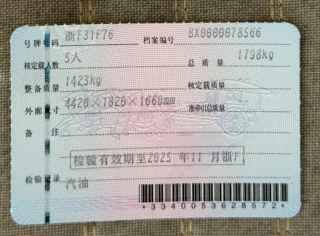 号牌号码 浙F31F76 档案编号 BX0000078566
核定载人数 5人 总质量 1798kg
整备质量 1423kg 核定载质量
外廓尺寸 4420×1820×1660mm 准牵引总质量
备注
检验有效期至2025年11月浙F
检验记录 汽油
*3340053628572*